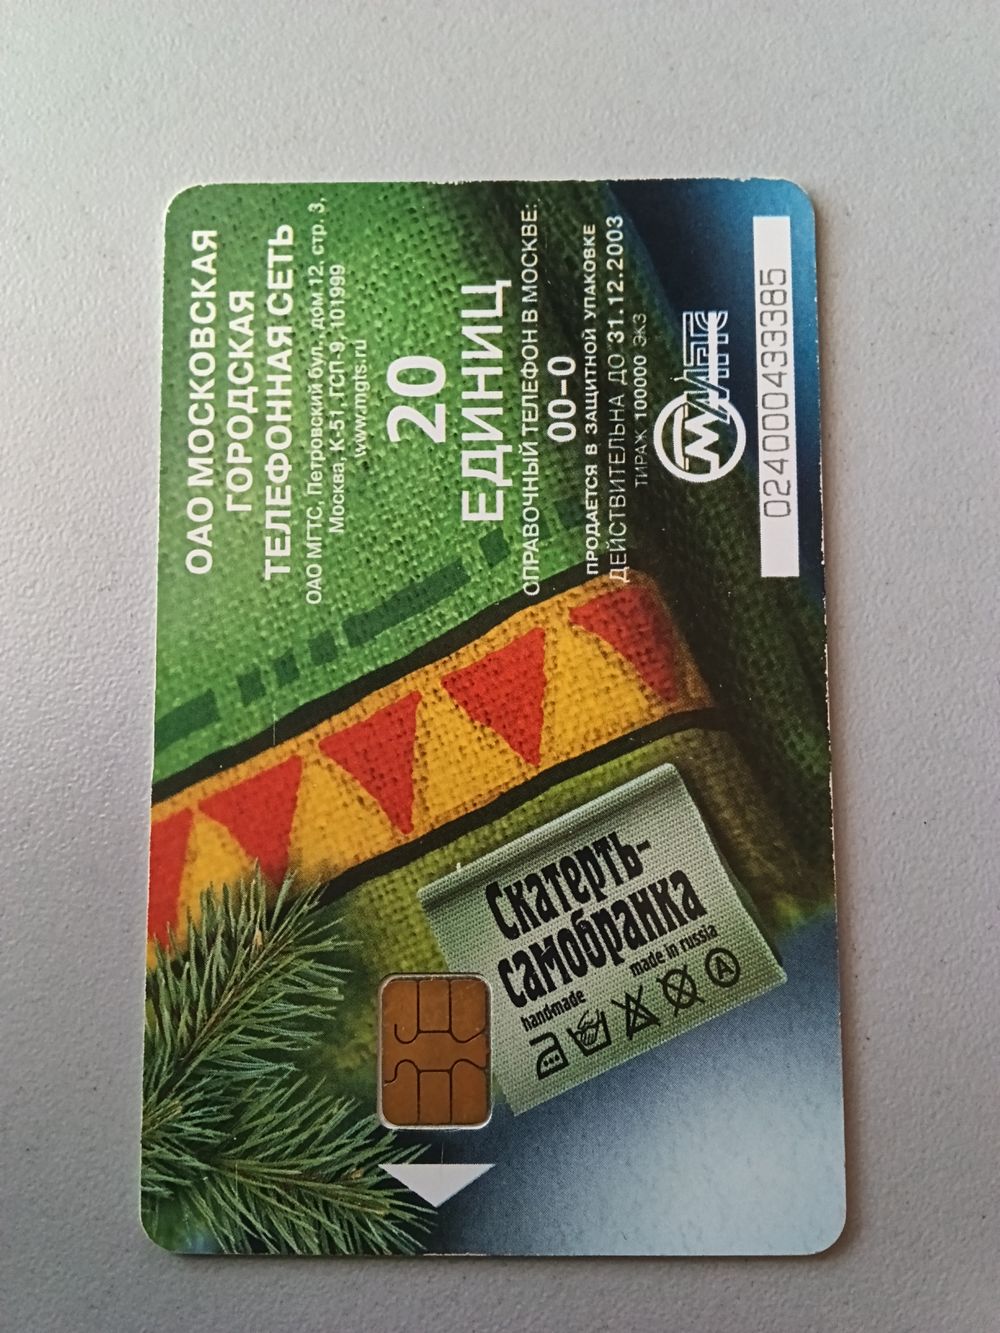 ОАО МОСКОВСКАЯ
ГОРОДСКАЯ
ТЕЛЕФОННАЯ СЕТЬ
ОАО МГТС, Петровский бул., дом 12, стр. 3,
Москва, К-51, ГСП-9, 101999
www.mgts.ru
20
ЕДИНИЦ
СПРАВОЧНЫЙ ТЕЛЕФОН В МОСКВЕ:
00-0
ПРОДАЕТСЯ В ЗАЩИТНОЙ УПАКОВКЕ
ДЕЙСТВИТЕЛЬНА ДО 31.12.2003
ТИРАЖ 100000 ЭКЗ.
МГТС
02400043385
Скатерть-
самобранка
handmade made in russia
A